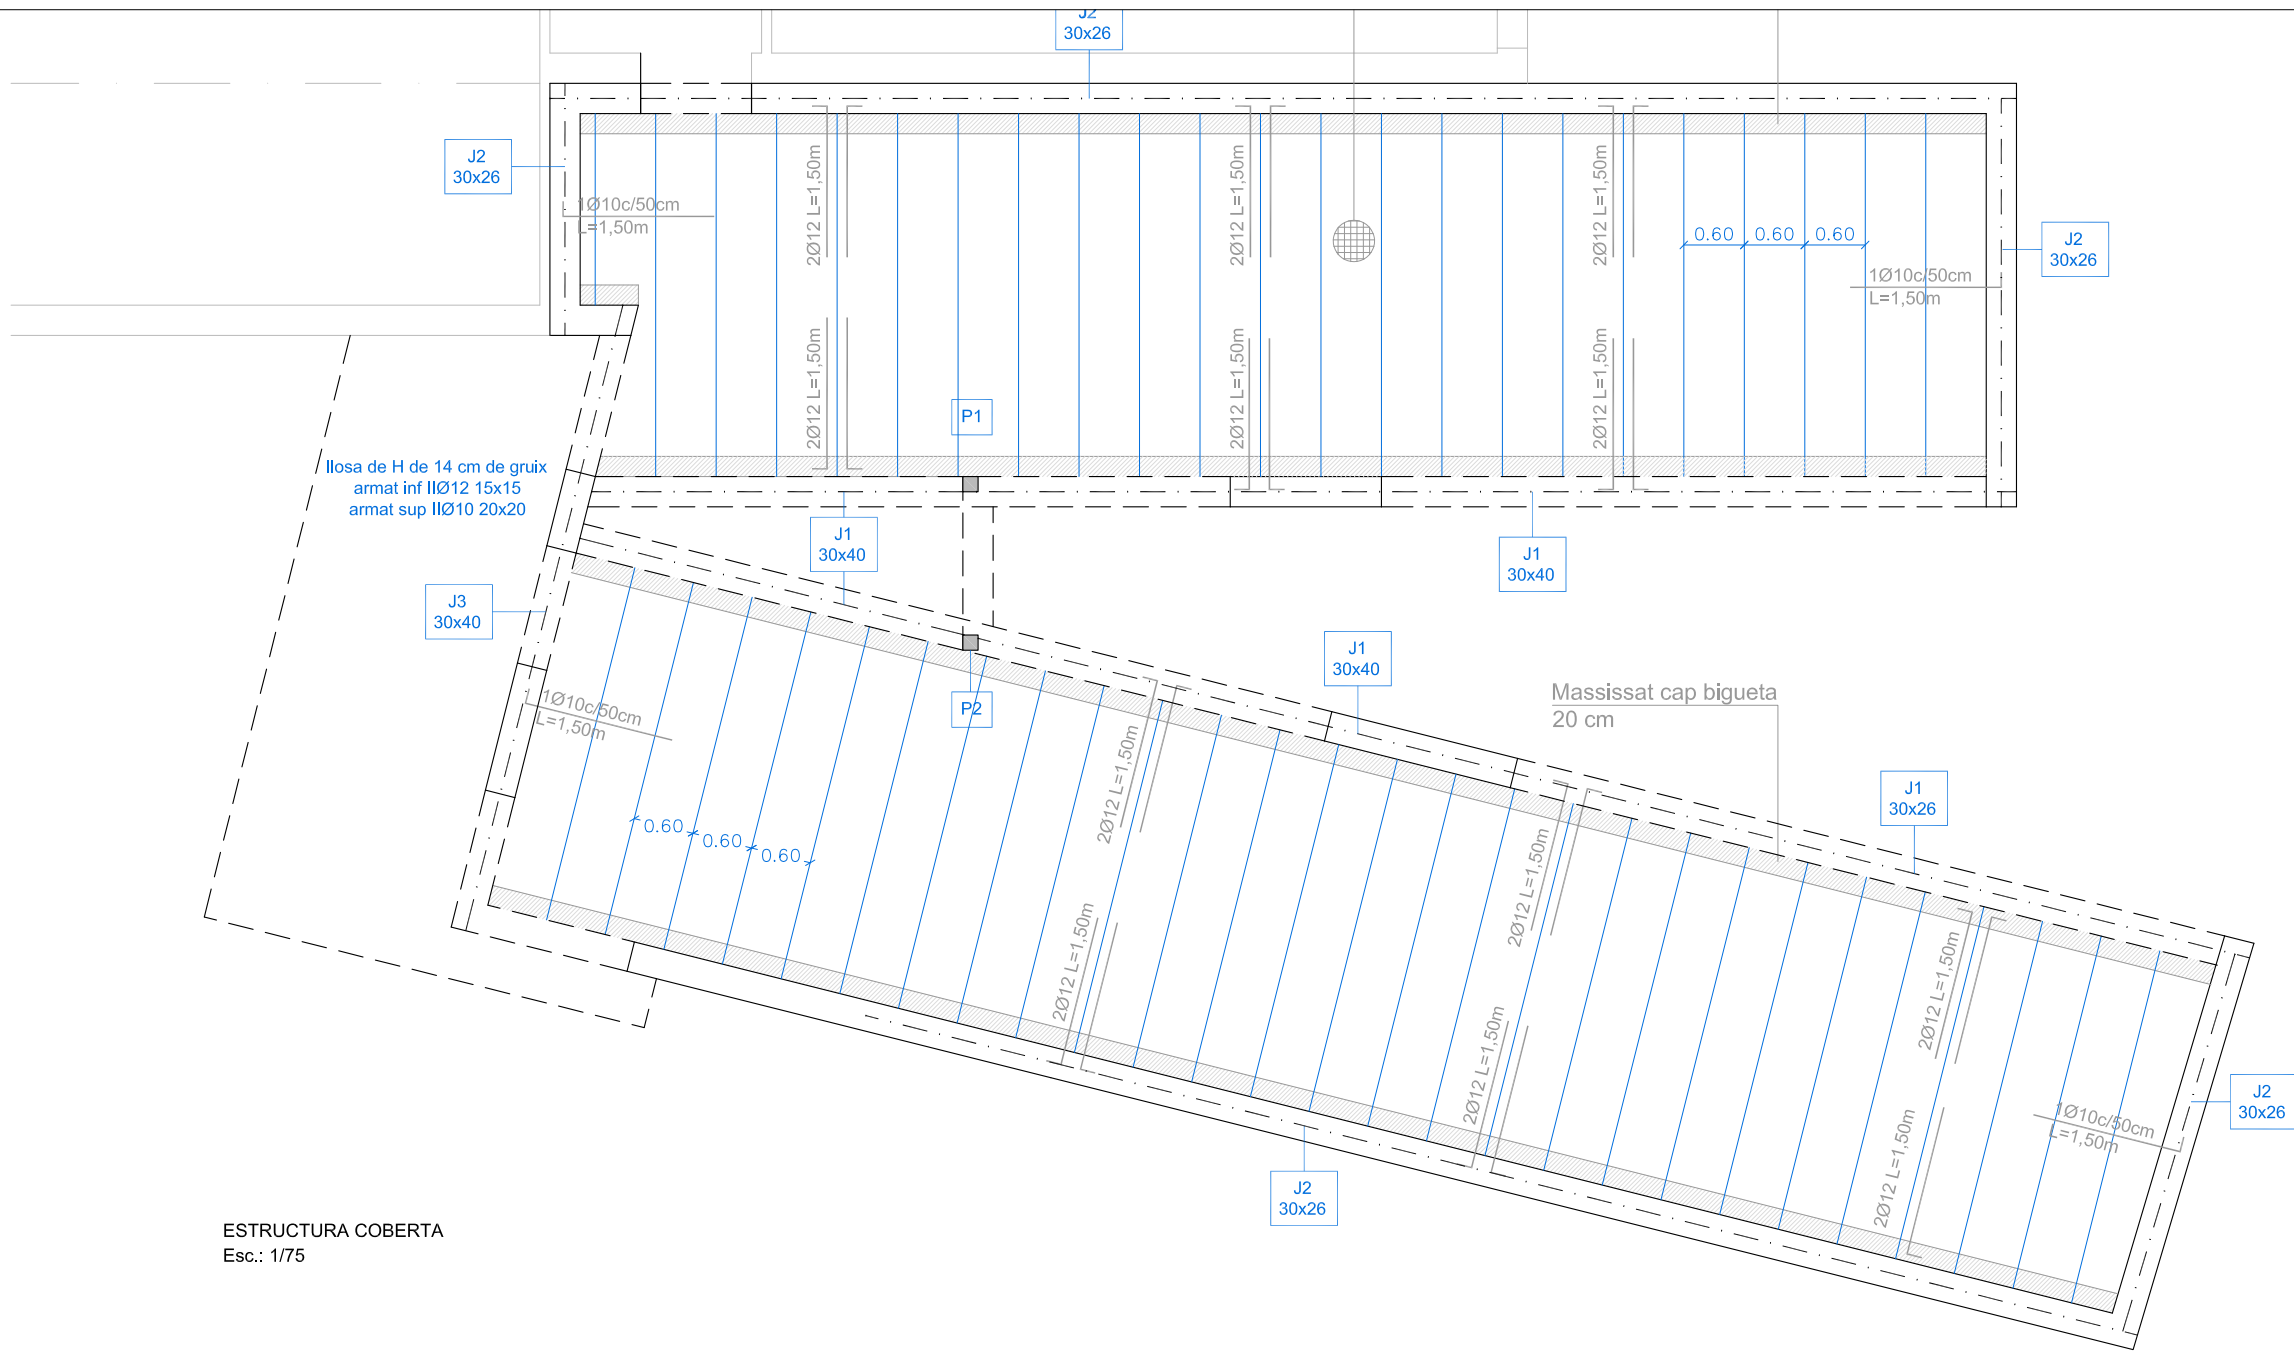 J2
30x26
J2
30x26
1Ø10c/50cm
L=1,50m
2Ø12 L=1,50m
2Ø12 L=1,50m
2Ø12 L=1,50m
0.60
0.60
0.60
J2
30x26
1Ø10c/50cm
L=1,50m
2Ø12 L=1,50m
2Ø12 L=1,50m
2Ø12 L=1,50m
P1
llosa de H de 14 cm de gruix
armat inf IIØ12 15x15
armat sup IIØ10 20x20
J1
30x40
J1
30x40
J3
30x40
J1
30x40
1Ø10c/50cm
L=1,50m
P2
Massissat cap bigueta
20 cm
2Ø12 L=1,50m
J1
30x26
0.60
0.60
0.60
2Ø12 L=1,50m
2Ø12 L=1,50m
2Ø12 L=1,50m
2Ø12 L=1,50m
2Ø12 L=1,50m
J2
30x26
1Ø10c/50cm
L=1,50m
J2
30x26
ESTRUCTURA COBERTA
Esc.: 1/75